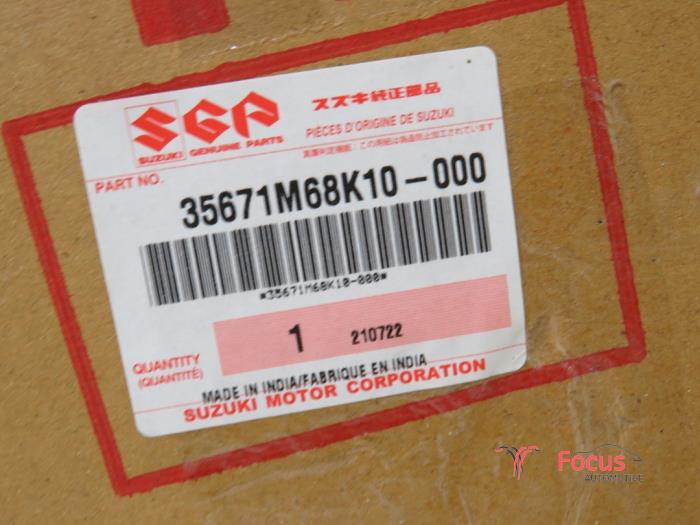 SGP
スズキ純正部品
SUZUKI GENUINE PARTS
PIÈCES D'ORIGINE DE SUZUKI
PART NO.
35671M68K10-000
*35671M68K10-000*
QUANTITY
(QUANTITÉ)
1 210722
MADE IN INDIA/FABRIQUE EN INDIA
SUZUKI MOTOR CORPORATION
Focus
AUTOMOTIVE